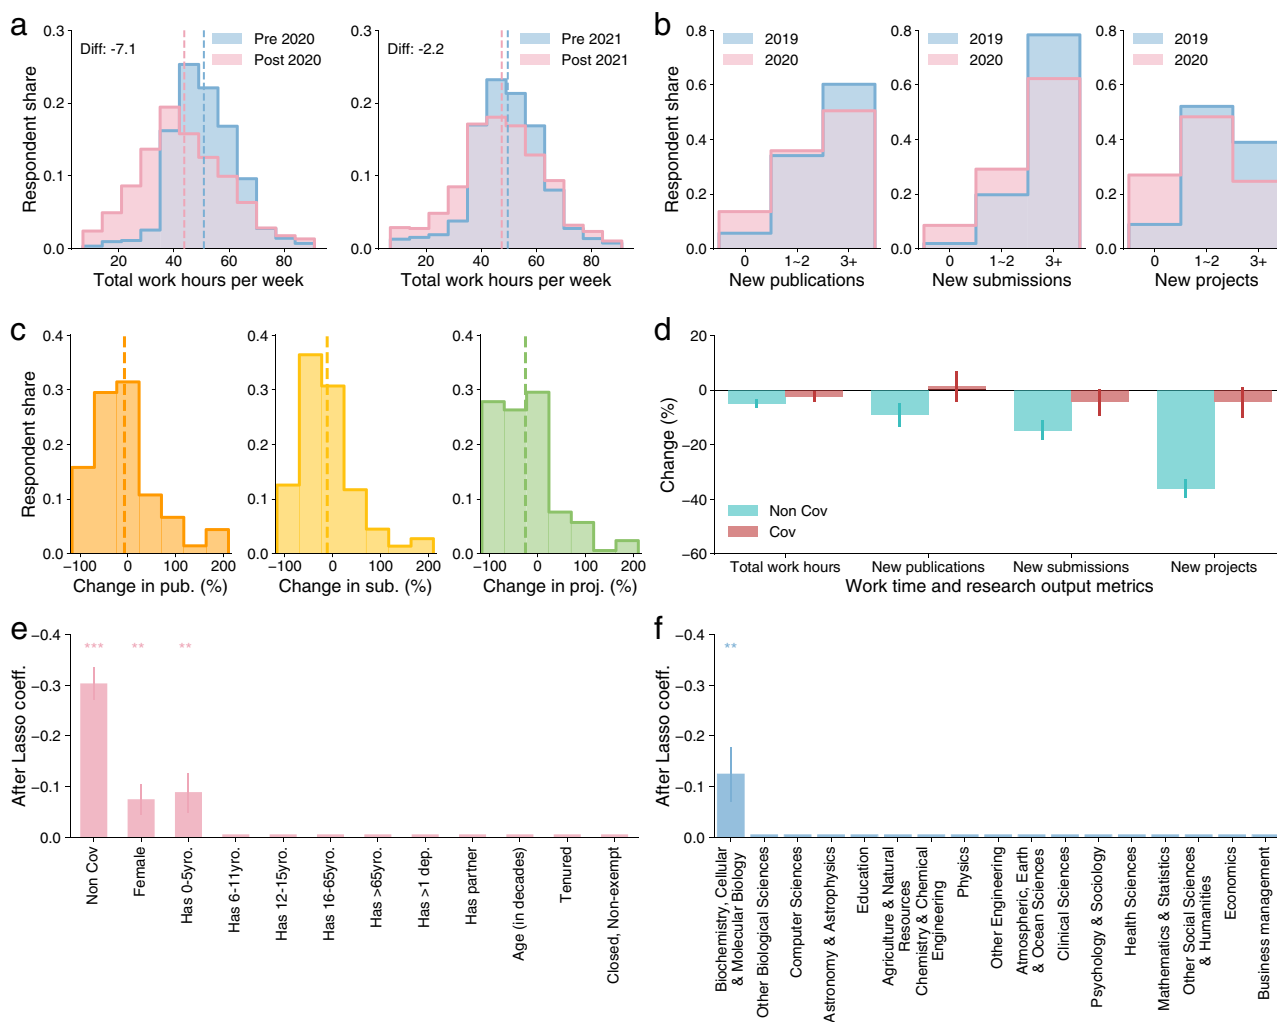 a
Respondent share
0.3
0.2
0.1
0.0
Diff: -7.1
Pre 2020
Post 2020
20 40 60 80
Total work hours per week
0.3
0.2
0.1
0.0
Diff: -2.2
Pre 2021
Post 2021
20 40 60 80
Total work hours per week
b
Respondent share
0.8
0.6
0.4
0.2
0.0
2019
2020
0 1~2 3+
New publications
0.8
0.6
0.4
0.2
0.0
2019
2020
0 1~2 3+
New submissions
0.8
0.6
0.4
0.2
0.0
2019
2020
0 1~2 3+
New projects
c
Respondent share
0.4
0.3
0.2
0.1
0.0
−100 0 100 200
Change in pub. (%)
0.4
0.3
0.2
0.1
0.0
−100 0 100 200
Change in sub. (%)
0.4
0.3
0.2
0.1
0.0
−100 0 100 200
Change in proj. (%)
d
Change (%)
20
0
−20
−40
−60
Non Cov
Cov
Total work hours New publications New submissions New projects
Work time and research output metrics
e
After Lasso coeff.
−0.4
−0.3
−0.2
−0.1
0.0
*** ** **
Non Cov
Female
Has 0-5yro.
Has 6-11yro.
Has 12-15yro.
Has 16-65yro.
Has >65yro.
Has >1 dep.
Has partner
Age (in decades)
Tenured
Closed, Non-exempt
f
After Lasso coeff.
−0.4
−0.3
−0.2
−0.1
0.0
**
Biochemistry, Cellular
& Molecular Biology
Other Biological Sciences
Computer Sciences
Astronomy & Astrophysics
Education
Agriculture & Natural
Resources
Chemistry & Chemical
Engineering
Physics
Other Engineering
Atmospheric, Earth
& Ocean Sciences
Clinical Sciences
Psychology & Sociology
Health Sciences
Mathematics & Statistics
Other Social Sciences
& Humanities
Economics
Business management